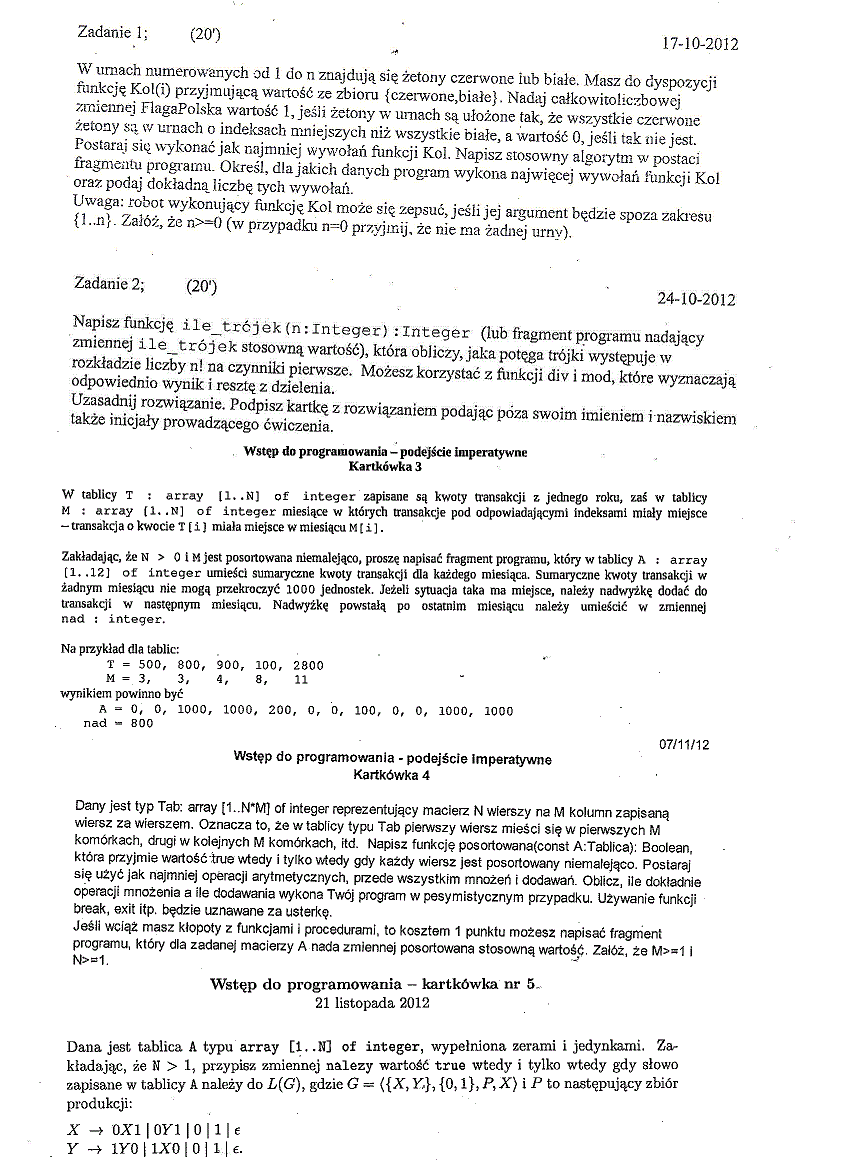 Zadanie 1; (20')
17-10-2012
W urnach numerowanych od 1 do n znajdują się żetony czerwone lub białe. Masz do dyspozycji
funkcję Kol(i) przyjmującą wartość ze zbioru {czerwone,białe}. Nadaj całkowitoliczbowej
zmiennej FlagaPolska wartość 1, jeśli żetony w urnach są ułożone tak, że wszystkie czerwone
żetony są w urnach o indeksach mniejszych niż wszystkie białe, a wartość 0, jeśli tak nie jest.
Postaraj się wykonać jak najmniej wywołań funkcji Kol. Napisz stosowny algorytm w postaci
fragmentu programu. Określ, dla jakich danych program wykona najwięcej wywołań funkcji Kol
oraz podaj dokładną liczbę tych wywołań.
Uwaga: robot wykonujący funkcję Kol może się zepsuć, jeśli jej argument będzie spoza zakresu
{1..n}. Załóż, że n>=0 (w przypadku n=0 przyjmij, że nie ma żadnej urny).
Zadanie 2; (20')
24-10-2012
Napisz funkcję ile_trójek(n:Integer):Integer (lub fragment programu nadający
zmiennej ile_trójek stosowną wartość), która obliczy, jaka potęga trójki występuje w
rozkładzie liczby n! na czynniki pierwsze. Możesz korzystać z funkcji div i mod, które wyznaczają
odpowiednio wynik i resztę z dzielenia.
Uzasadnij rozwiązanie. Podpisz kartkę z rozwiązaniem podając poza swoim imieniem i nazwiskiem
także inicjały prowadzącego ćwiczenia.
Wstęp do programowania – podejście imperatywne
Kartkówka 3
W tablicy T : array [1..N] of integer zapisane są kwoty transakcji z jednego roku, zaś w tablicy
M : array [1..N] of integer miesiące w których transakcje pod odpowiadającymi indeksami miały miejsce
– transakcja o kwocie T[i] miała miejsce w miesiącu M[i].
Zakładając, że N > 0 i M jest posortowana niemalejąco, proszę napisać fragment programu, który w tablicy A : array
[1..12] of integer umieści sumaryczne kwoty transakcji dla każdego miesiąca. Sumaryczne kwoty transakcji w
żadnym miesiącu nie mogą przekroczyć 1000 jednostek. Jeżeli sytuacja taka ma miejsce, należy nadwyżkę dodać do
transakcji w następnym miesiącu. Nadwyżkę powstałą po ostatnim miesiącu należy umieścić w zmiennej
nad : integer.
Na przykład dla tablic:
T = 500, 800, 900, 100, 2800
M = 3, 3, 4, 8, 11
wynikiem powinno być
A = 0, 0, 1000, 1000, 200, 0, 0, 100, 0, 0, 1000, 1000
nad = 800
07/11/12
Wstęp do programowania - podejście imperatywne
Kartkówka 4
Dany jest typ Tab: array [1..N*M] of integer reprezentujący macierz N wierszy na M kolumn zapisaną
wiersz za wierszem. Oznacza to, że w tablicy typu Tab pierwszy wiersz mieści się w pierwszych M
komórkach, drugi w kolejnych M komórkach, itd. Napisz funkcję posortowana(const A:Tablica): Boolean,
która przyjmie wartość true wtedy i tylko wtedy gdy każdy wiersz jest posortowany niemalejąco. Postaraj
się użyć jak najmniej operacji arytmetycznych, przede wszystkim mnożeń i dodawań. Oblicz, ile dokładnie
operacji mnożenia a ile dodawania wykona Twój program w pesymistycznym przypadku. Używanie funkcji
break, exit itp. będzie uznawane za usterkę.
Jeśli wciąż masz kłopoty z funkcjami i procedurami, to kosztem 1 punktu możesz napisać fragment
programu, który dla zadanej macierzy A nada zmiennej posortowana stosowną wartość. Załóż, że M>=1 i
N>=1.
Wstęp do programowania – kartkówka nr 5
21 listopada 2012
Dana jest tablica A typu array [1..N] of integer, wypełniona zerami i jedynkami. Za-
kładając, że N > 1, przypisz zmiennej nalezy wartość true wtedy i tylko wtedy gdy słowo
zapisane w tablicy A należy do L(G), gdzie G = ⟨{X, Y,}, {0, 1}, P, X⟩ i P to następujący zbiór
produkcji:
X → 0X1 | 0Y1 | 0 | 1 | ϵ
Y → 1Y0 | 1X0 | 0 | 1 | ϵ.